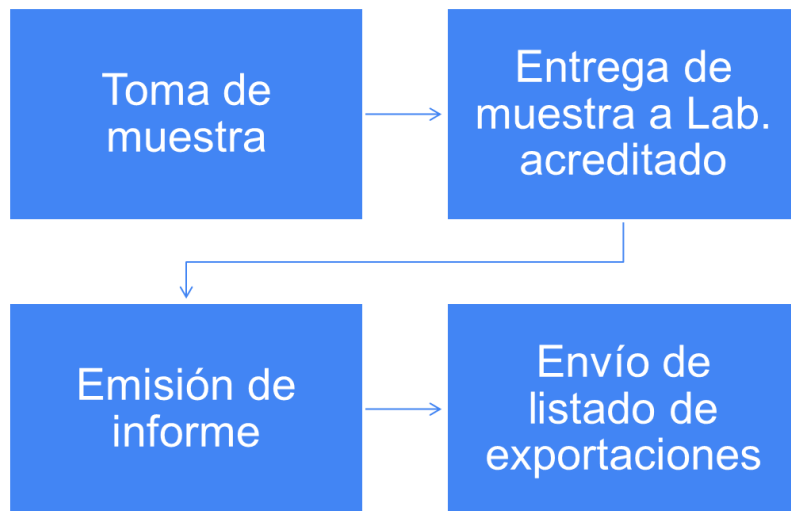 Toma de
muestra
Entrega de
muestra a Lab.
acreditado
Emisión de
informe
Envío de
listado de
exportaciones